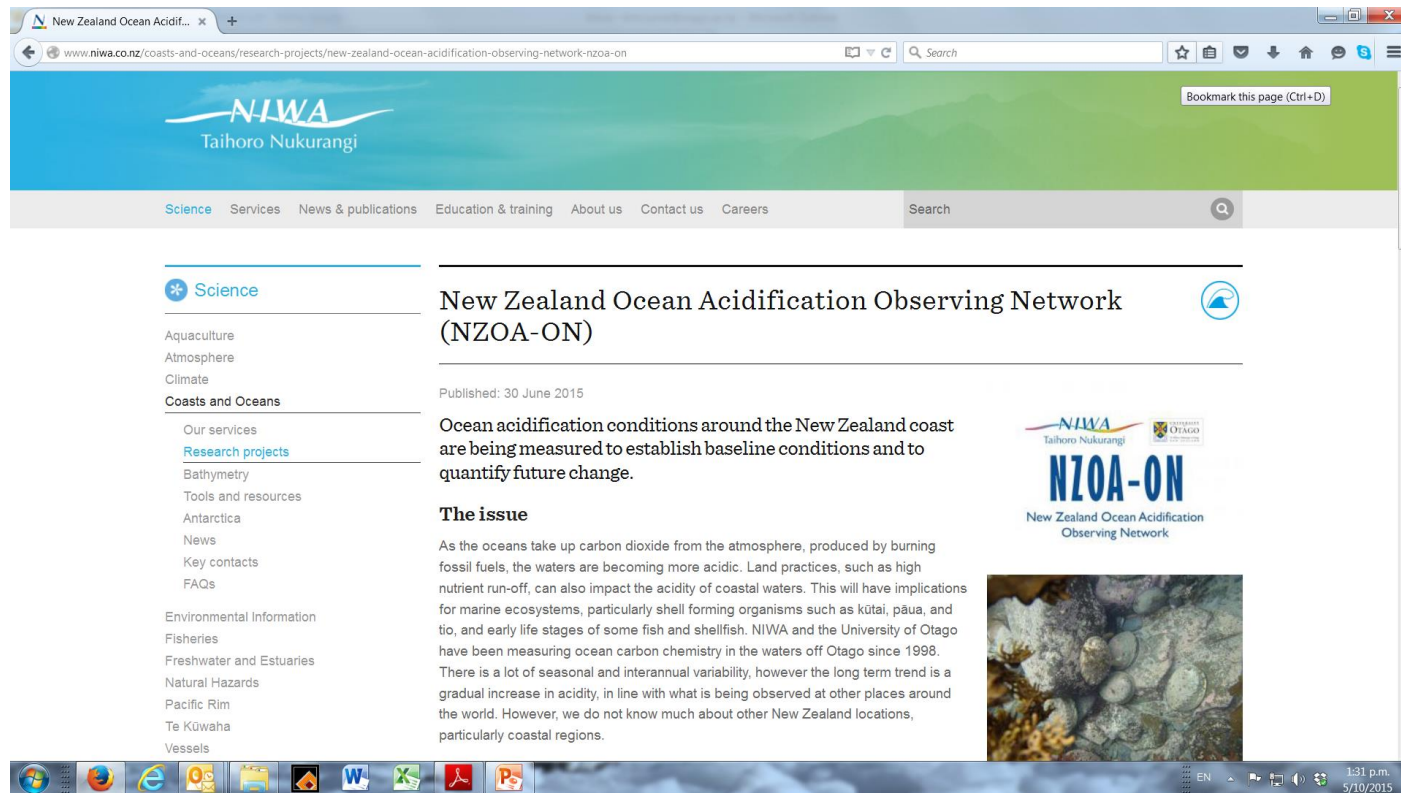 New Zealand Ocean Acidif...
www.niwa.co.nz/coasts-and-oceans/research-projects/new-zealand-ocean-acidification-observing-network-nzoa-on
Search
Bookmark this page (Ctrl+D)
NIWA
Taihoro Nukurangi
Science Services News & publications Education & training About us Contact us Careers
Search
Science
Aquaculture
Atmosphere
Climate
Coasts and Oceans
Our services
Research projects
Bathymetry
Tools and resources
Antarctica
News
Key contacts
FAQs
Environmental Information
Fisheries
Freshwater and Estuaries
Natural Hazards
Pacific Rim
Te Kūwaha
Vessels
New Zealand Ocean Acidification Observing Network
(NZOA-ON)
Published: 30 June 2015
Ocean acidification conditions around the New Zealand coast
are being measured to establish baseline conditions and to
quantify future change.
The issue
As the oceans take up carbon dioxide from the atmosphere, produced by burning
fossil fuels, the waters are becoming more acidic. Land practices, such as high
nutrient run-off, can also impact the acidity of coastal waters. This will have implications
for marine ecosystems, particularly shell forming organisms such as kūtai, pāua, and
tio, and early life stages of some fish and shellfish. NIWA and the University of Otago
have been measuring ocean carbon chemistry in the waters off Otago since 1998.
There is a lot of seasonal and interannual variability, however the long term trend is a
gradual increase in acidity, in line with what is being observed at other places around
the world. However, we do not know much about other New Zealand locations,
particularly coastal regions.
NIWA
Taihoro Nukurangi
UNIVERSITY
OTAGO
NZOA-ON
New Zealand Ocean Acidification
Observing Network
EN
1:31 p.m.
5/10/2015